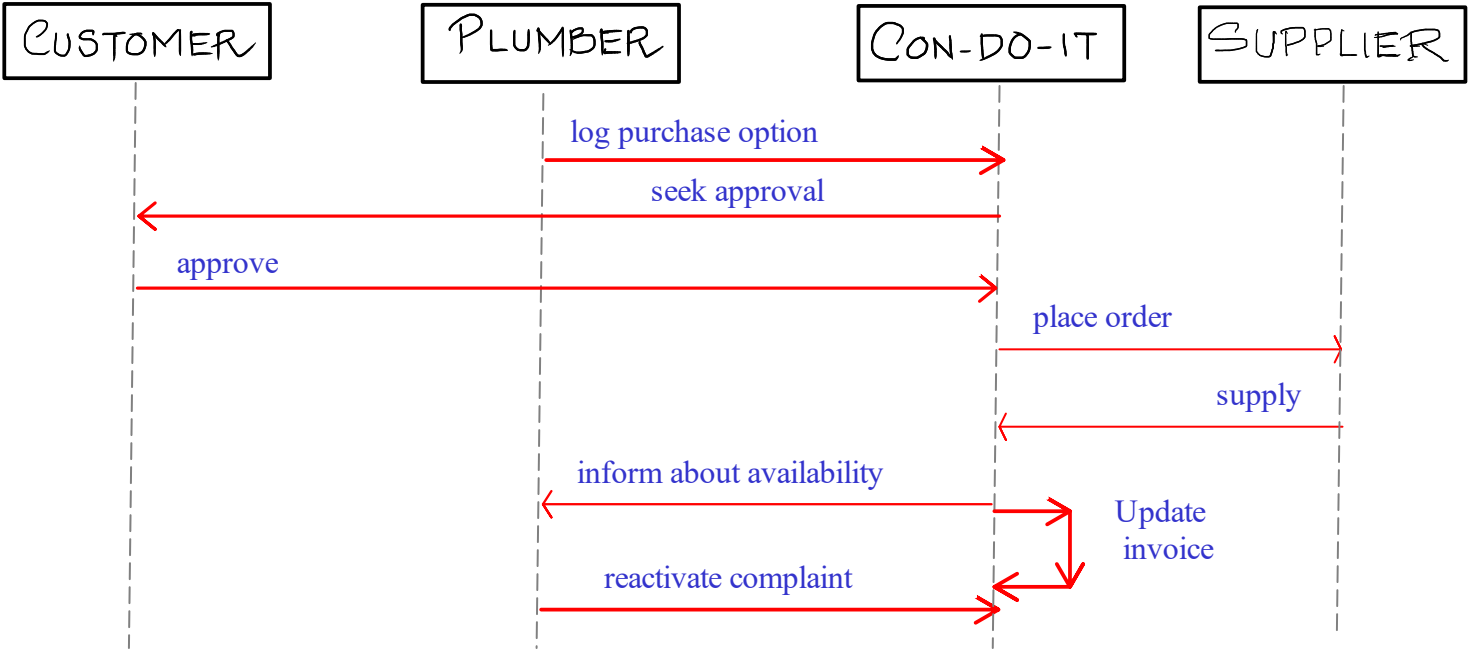 CUSTOMER
PLUMBER
CON-DO-IT
SUPPLIER
log purchase option
seek approval
approve
place order
supply
inform about availability
Update
invoice
reactivate complaint